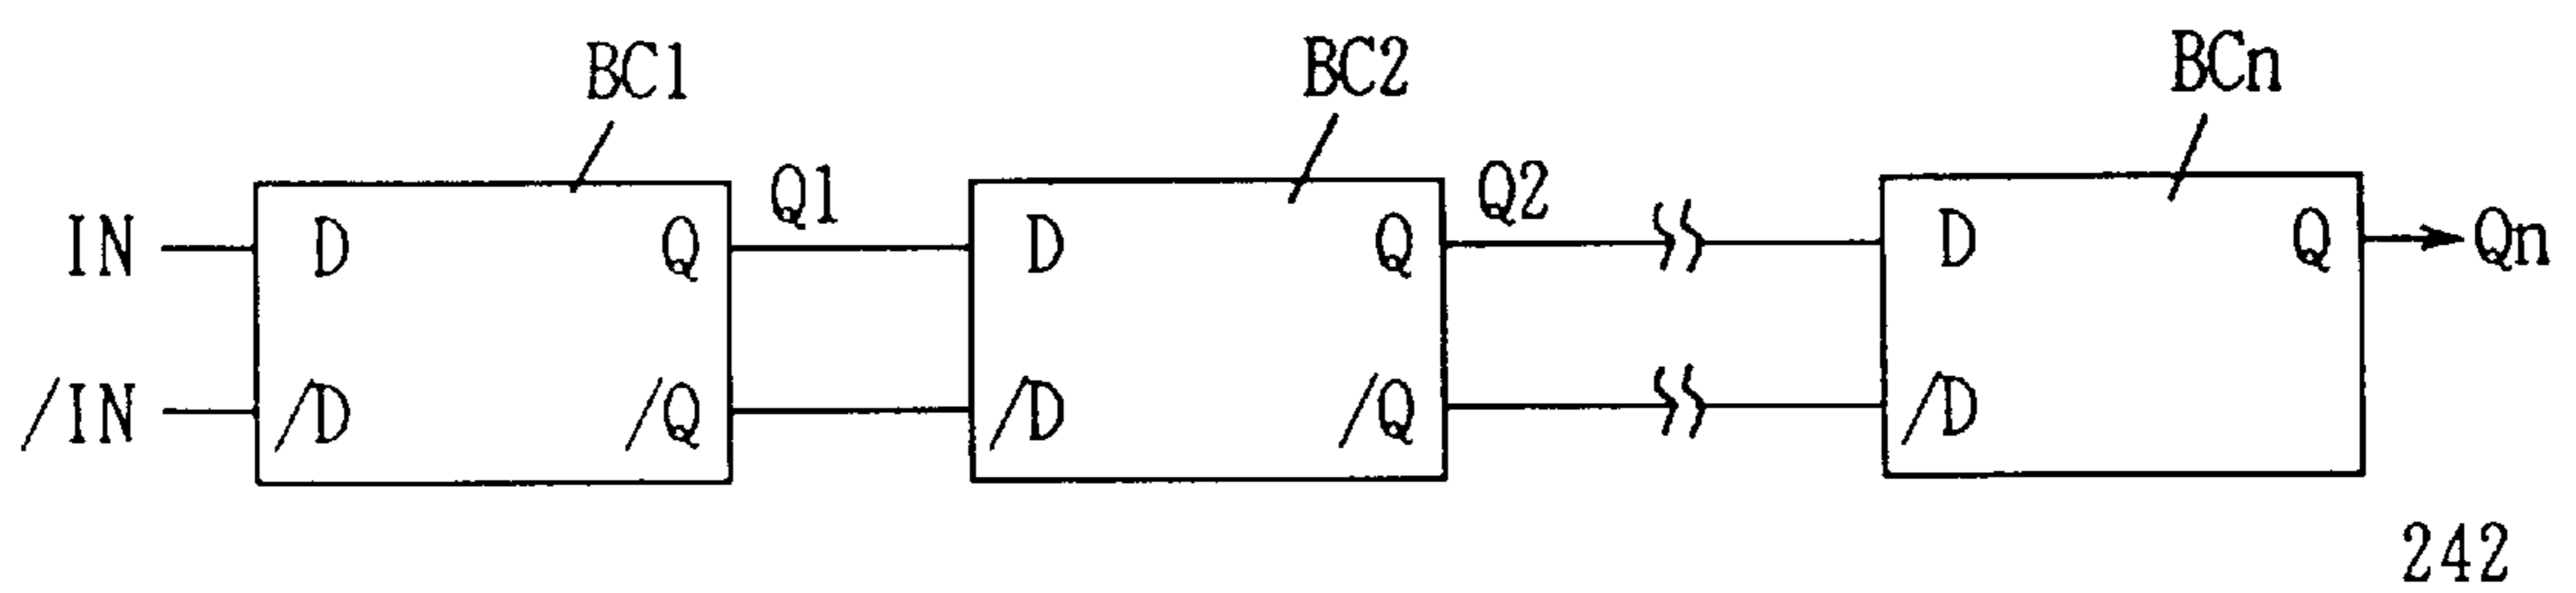 BC1 BC2 BCn
Q1 Q2
IN D Q D Q D Q Qn
/IN /D /Q /D /Q /D
242